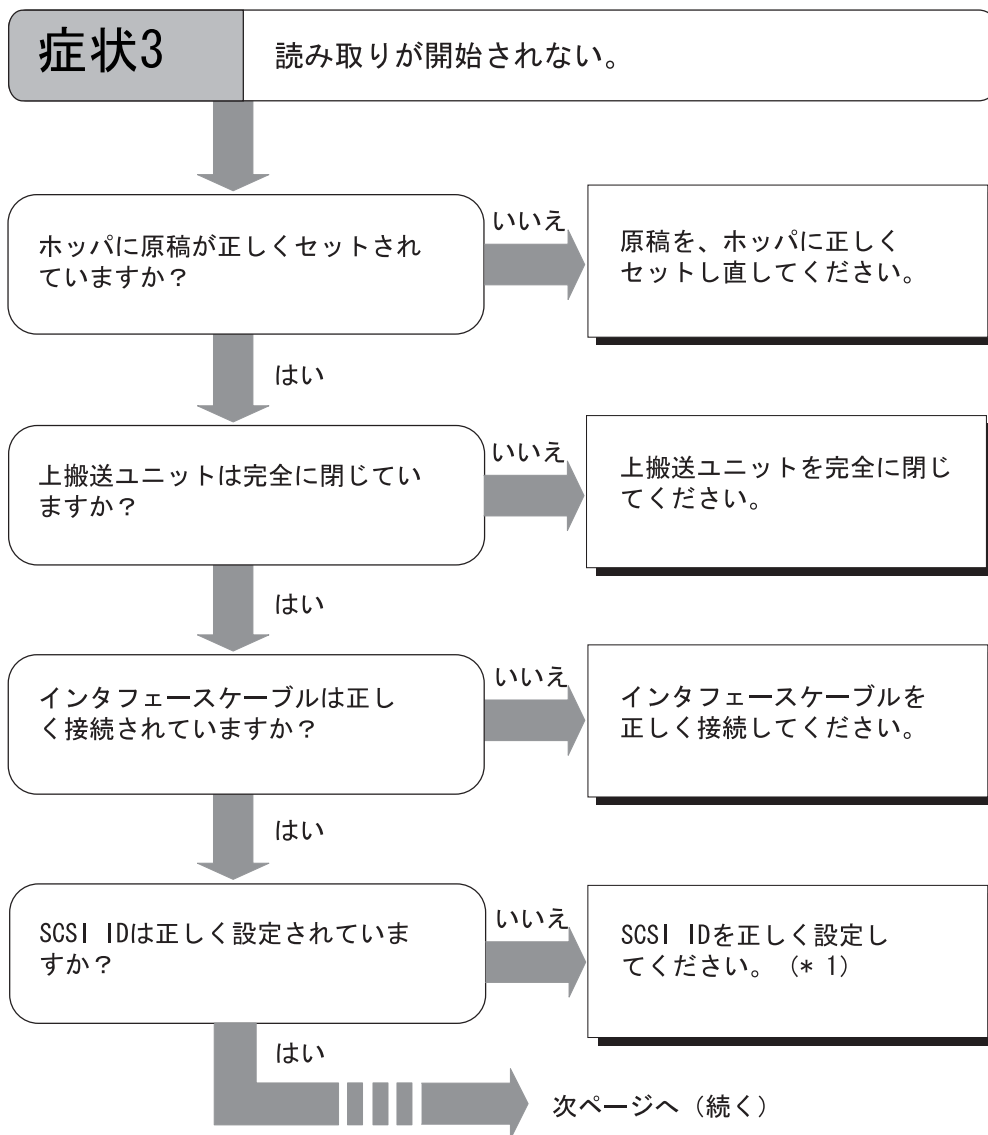 症状3
読み取りが開始されない。
ホッパに原稿が正しくセットされ
ていますか？
いいえ
原稿を、ホッパに正しく
セットし直してください。
はい
上搬送ユニットは完全に閉じてい
ますか？
いいえ
上搬送ユニットを完全に閉じ
てください。
はい
インタフェースケーブルは正し
く接続されていますか？
いいえ
インタフェースケーブルを
正しく接続してください。
はい
SCSI IDは正しく設定されていま
すか？
いいえ
SCSI IDを正しく設定し
てください。（* 1）
はい
次ページへ（続く）